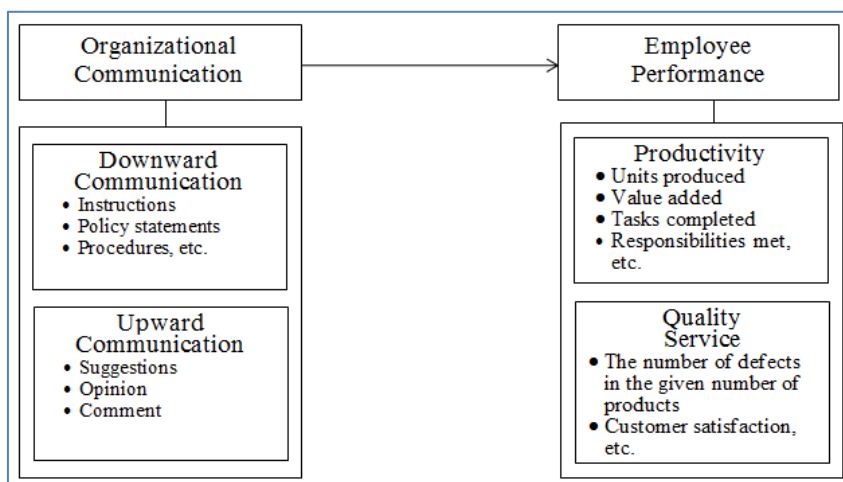 Organizational
Communication
Employee
Performance
Downward
Communication
• Instructions
• Policy statements
• Procedures, etc.
Upward
Communication
• Suggestions
• Opinion
• Comment
Productivity
• Units produced
• Value added
• Tasks completed
• Responsibilities met,
etc.
Quality
Service
• The number of defects
in the given number of
products
• Customer satisfaction,
etc.